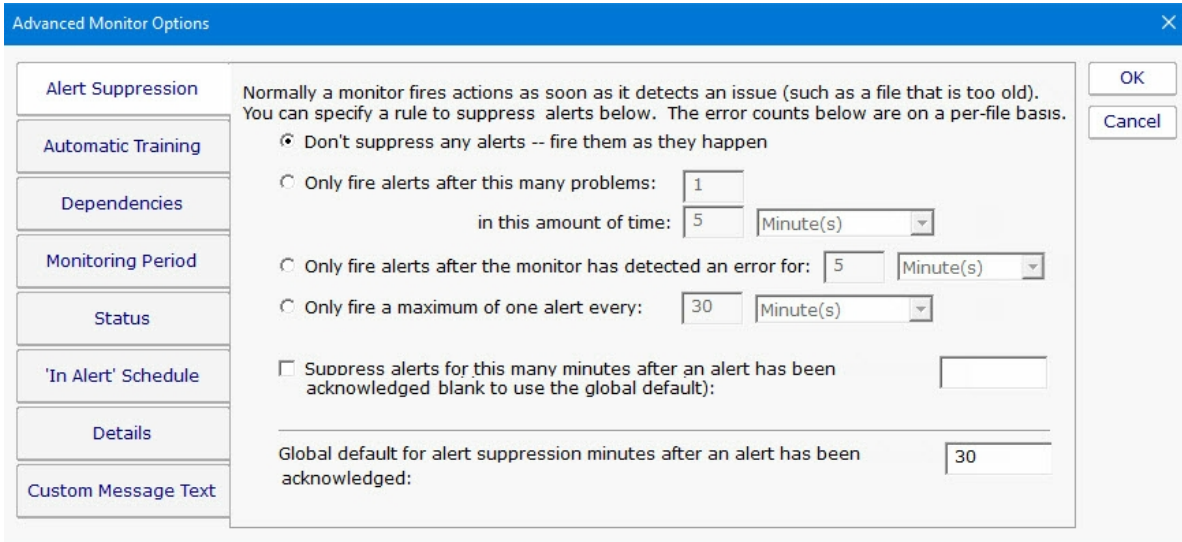 Advanced Monitor Options
Alert Suppression
Automatic Training
Dependencies
Monitoring Period
Status
'In Alert' Schedule
Details
Custom Message Text
Normally a monitor fires actions as soon as it detects an issue (such as a file that is too old).
You can specify a rule to suppress alerts below. The error counts below are on a per-file basis.
Don't suppress any alerts -- fire them as they happen
Only fire alerts after this many problems: 1
in this amount of time: 5 Minute(s)
Only fire alerts after the monitor has detected an error for: 5 Minute(s)
Only fire a maximum of one alert every: 30 Minute(s)
Suppress alerts for this many minutes after an alert has been
acknowledged blank to use the global default):
Global default for alert suppression minutes after an alert has been 30
acknowledged:
OK
Cancel